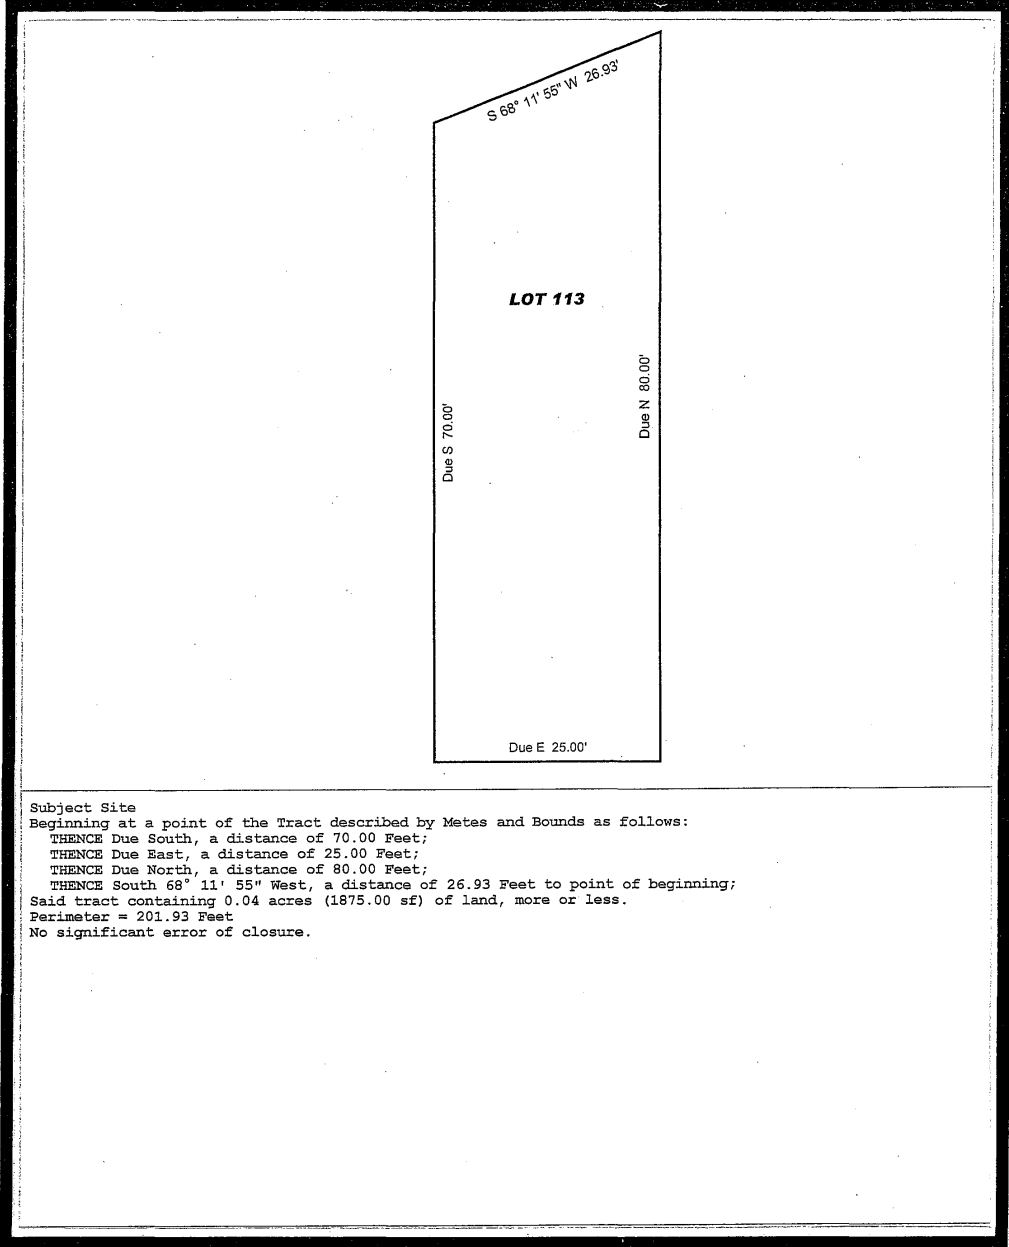 S 68° 11' 55" W 26.93'
LOT 113
Due N 80.00'
Due S 70.00'
Due E 25.00'
Subject Site
Beginning at a point of the Tract described by Metes and Bounds as follows:
THENCE Due South, a distance of 70.00 Feet;
THENCE Due East, a distance of 25.00 Feet;
THENCE Due North, a distance of 80.00 Feet;
THENCE South 68° 11' 55" West, a distance of 26.93 Feet to point of beginning;
Said tract containing 0.04 acres (1875.00 sf) of land, more or less.
Perimeter = 201.93 Feet
No significant error of closure.